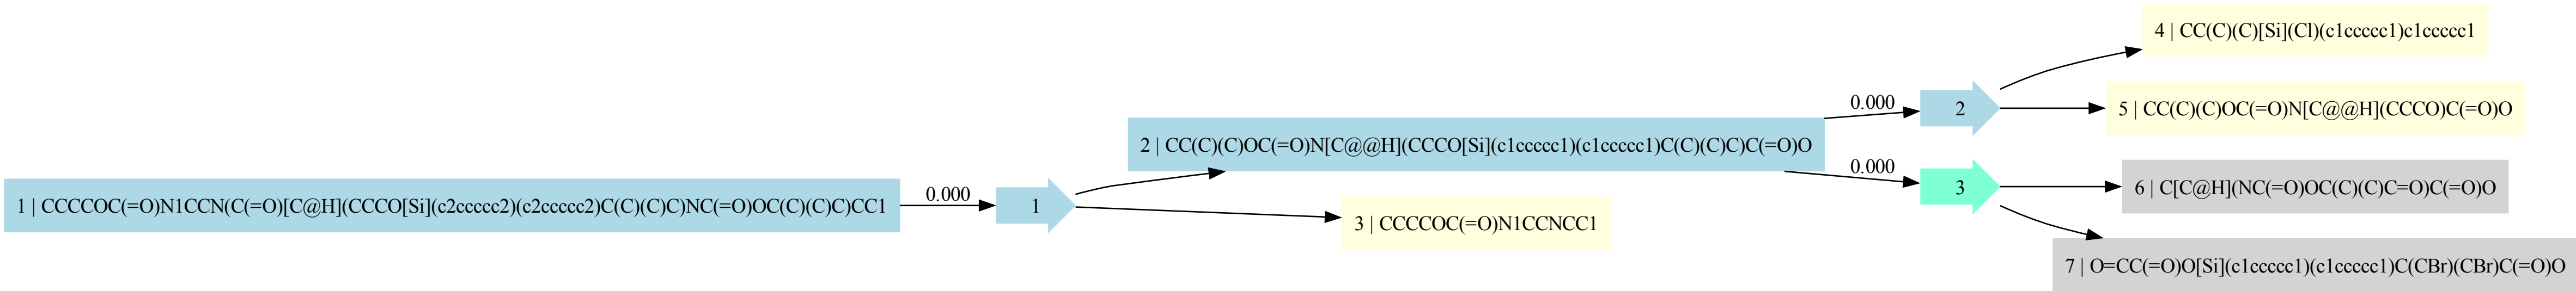 4 | CC(C)(C)[Si](Cl)(c1ccccc1)c1ccccc1
0.000
2
5 | CC(C)(C)OC(=O)N[C@@H](CCCO)C(=O)O
2 | CC(C)(C)OC(=O)N[C@@H](CCCO[Si](c1ccccc1)(c1ccccc1)C(C)(C)C)C(=O)O
0.000
3
6 | C[C@H](NC(=O)OC(C)(C)C=O)C(=O)O
1 | CCCCOC(=O)N1CCN(C(=O)[C@H](CCCO[Si](c2ccccc2)(c2ccccc2)C(C)(C)C)NC(=O)OC(C)(C)C)CC1
0.000
1
3 | CCCCOC(=O)N1CCNCC1
7 | O=CC(=O)O[Si](c1ccccc1)(c1ccccc1)C(CBr)(CBr)C(=O)O